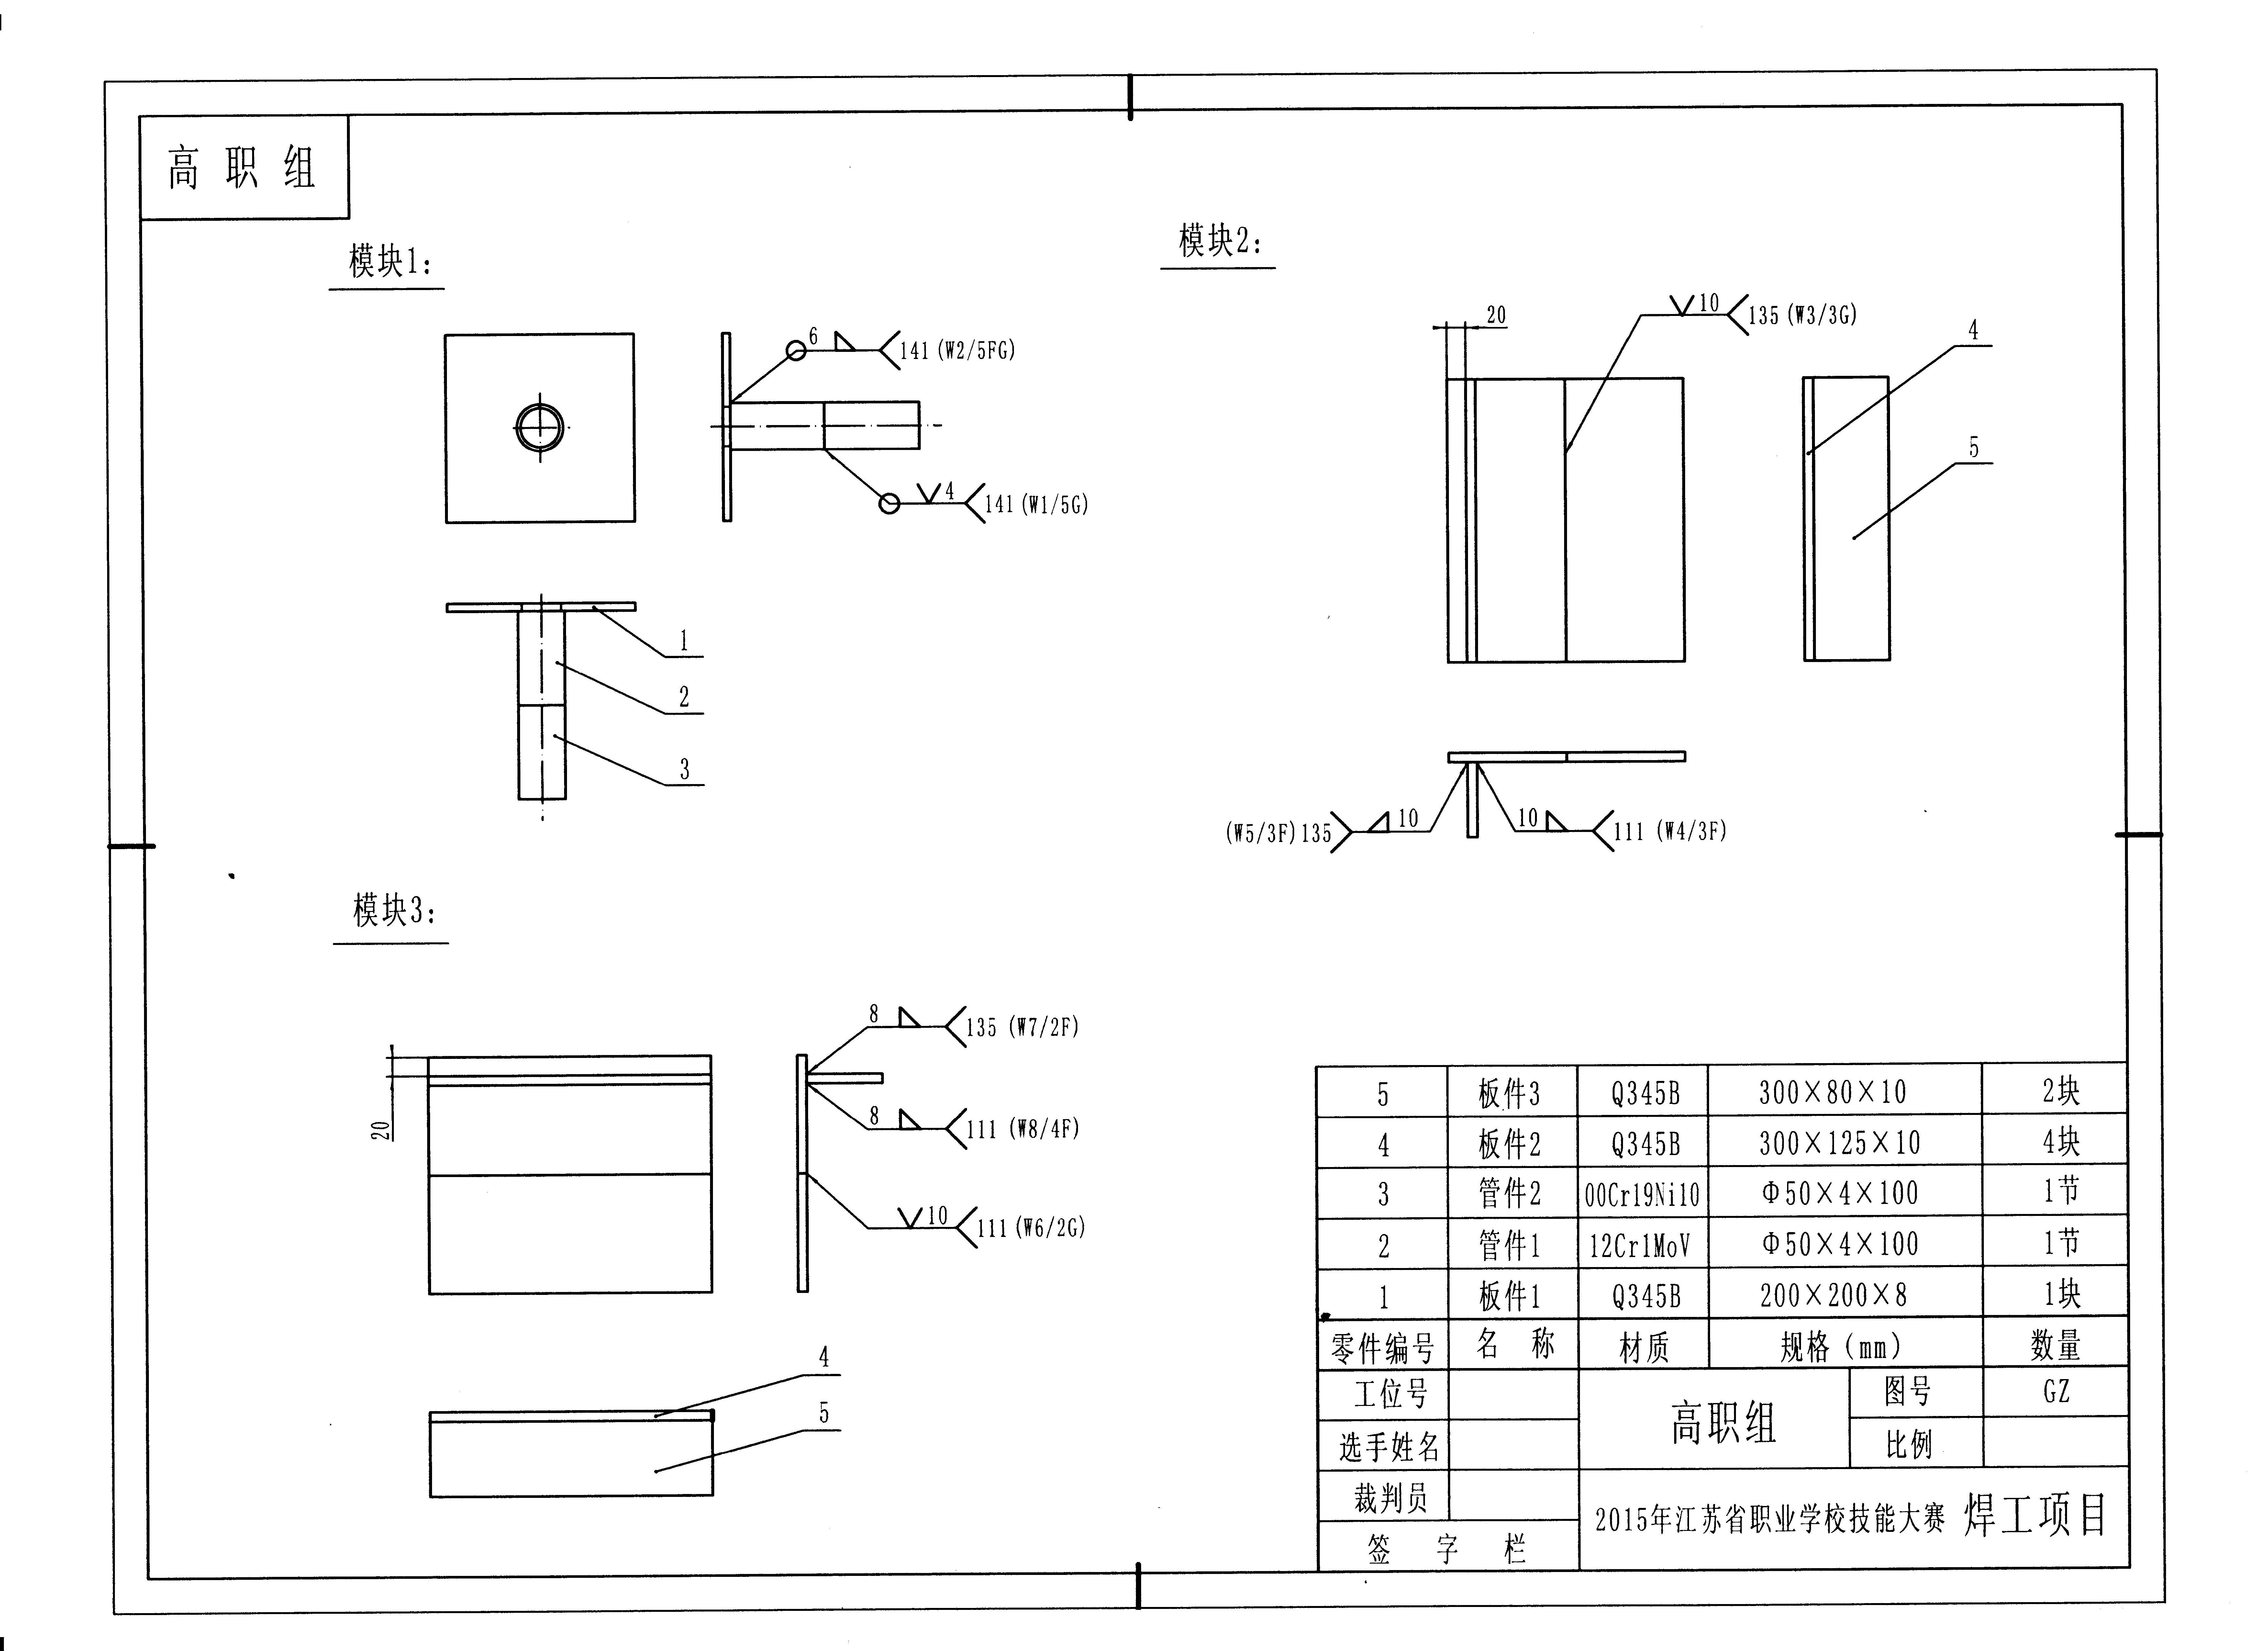 高 职 组
模块1:
6
141 (W2/5FG)
4
141 (W1/5G)
1
2
3
模块2:
20
10
135 (W3/3G)
4
5
(W5/3F) 135
10
10
111 (W4/3F)
模块3:
20
8
135 (W7/2F)
8
111 (W8/4F)
10
111 (W6/2G)
4
5
5 板件3 Q345B 300×80×10 2块
4 板件2 Q345B 300×125×10 4块
3 管件2 00Cr19Ni10 Φ50×4×100 1节
2 管件1 12Cr1MoV Φ50×4×100 1节
1 板件1 Q345B 200×200×8 1块
零件编号 名 称 材质 规格(mm) 数量
工位号
选手姓名
裁判员
签 字 栏
高职组
图号 GZ
比例
2015年江苏省职业学校技能大赛 焊工项目